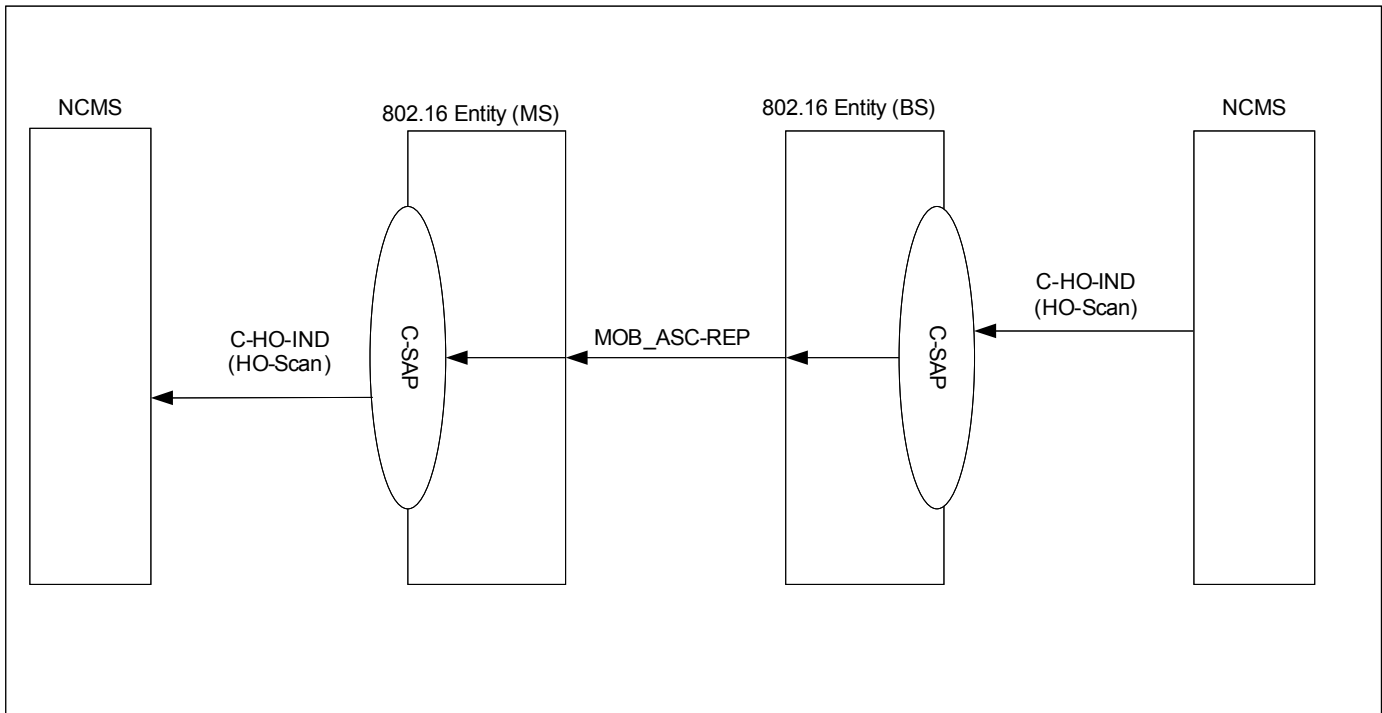 NCMS
802.16 Entity (MS)
802.16 Entity (BS)
NCMS
C-HO-IND
(HO-Scan)
C-SAP
MOB_ASC-REP
C-SAP
C-HO-IND
(HO-Scan)